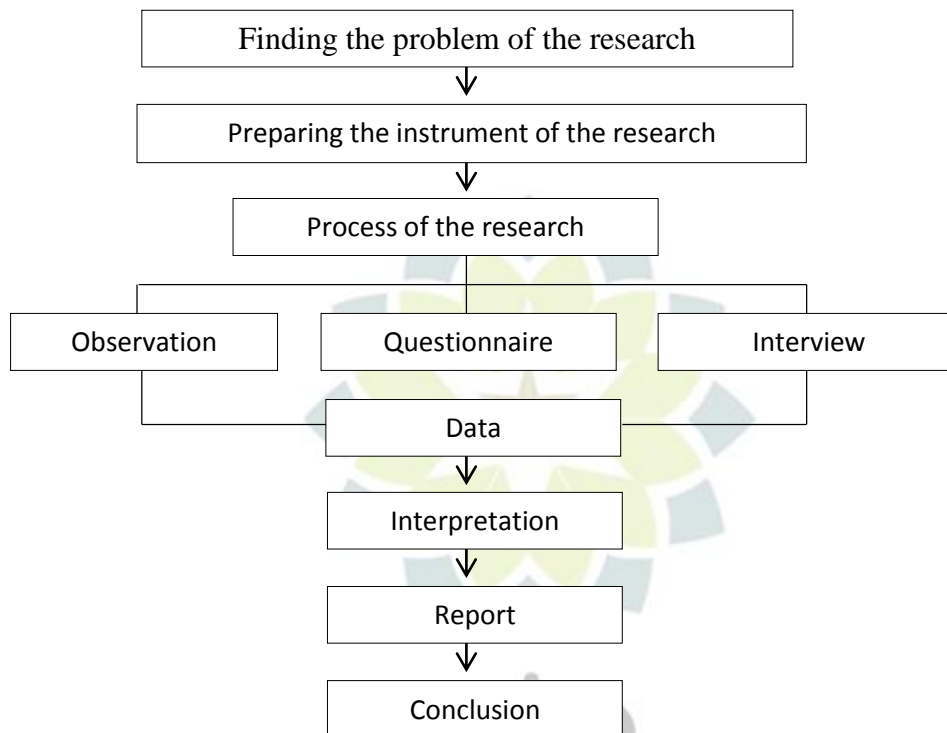 Finding the problem of the research
Preparing the instrument of the research
Process of the research
Observation
Questionnaire
Interview
Data
Interpretation
Report
Conclusion